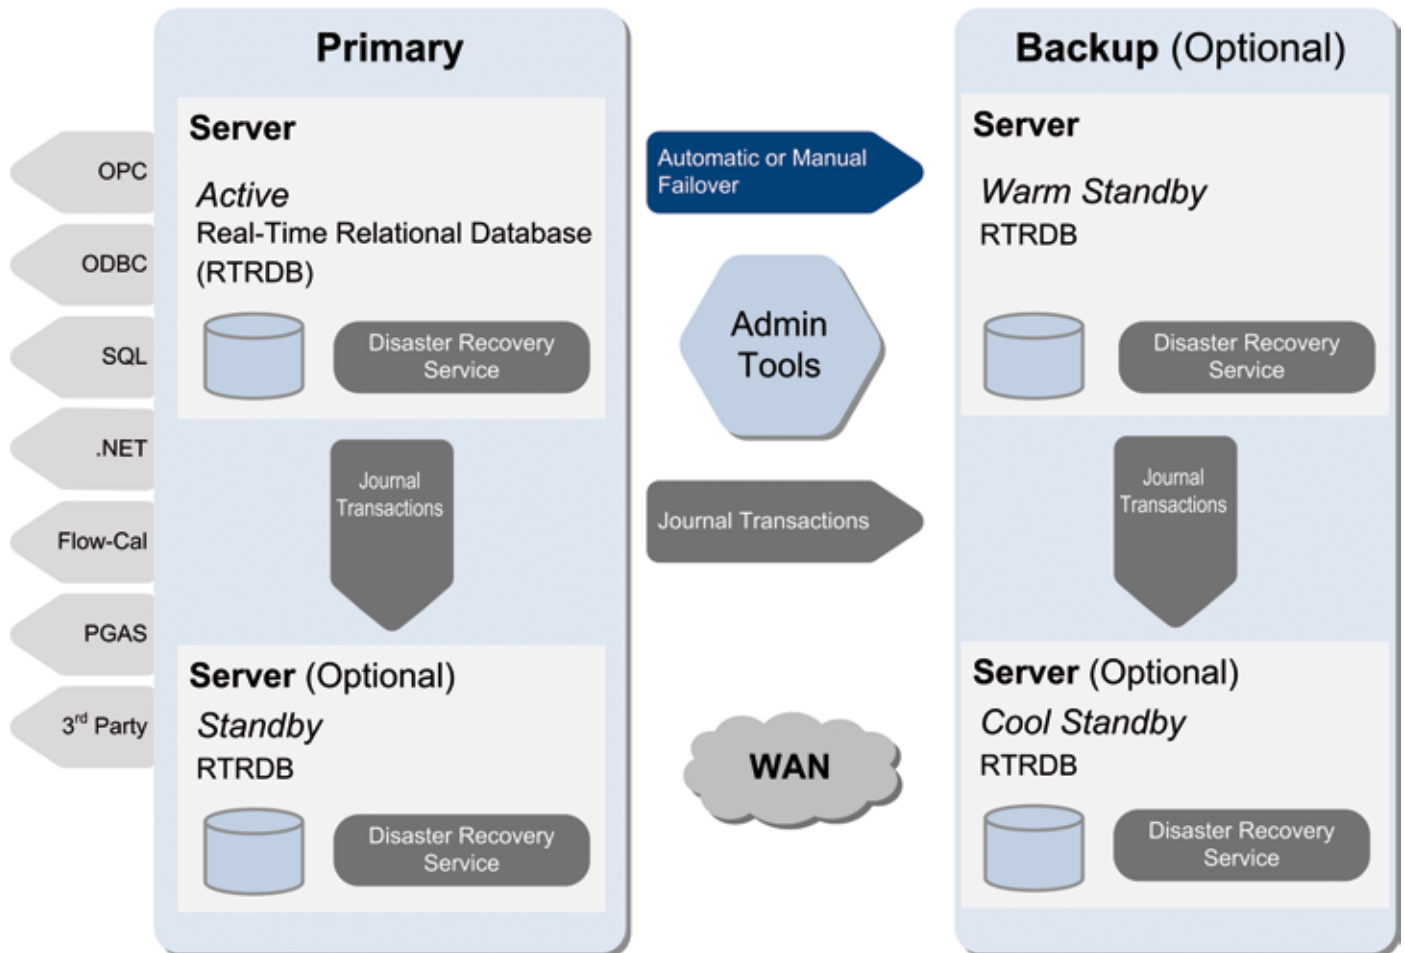 Primary
Server
Active
Real-Time Relational Database
(RTRDB)
Disaster Recovery
Service
Journal
Transactions
Server (Optional)
Standby
RTRDB
Disaster Recovery
Service
OPC
ODBC
SQL
.NET
Flow-Cal
PGAS
3rd Party
Automatic or Manual
Failover
Admin
Tools
Journal Transactions
WAN
Backup (Optional)
Server
Warm Standby
RTRDB
Disaster Recovery
Service
Journal
Transactions
Server (Optional)
Cool Standby
RTRDB
Disaster Recovery
Service